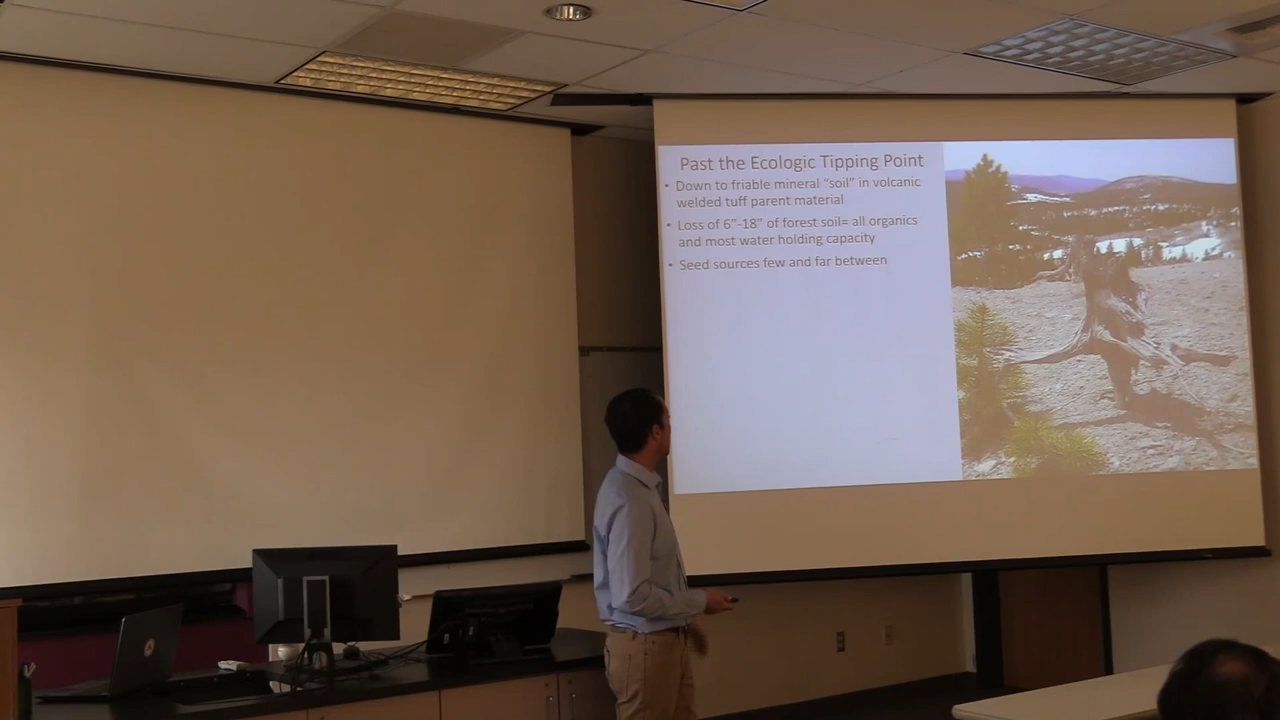 Past the Ecologic Tipping Point
• Down to friable mineral "soil" in volcanic
welded tuff parent material
• Loss of 6"-18" of forest soil= all organics
and most water holding capacity
• Seed sources few and far between